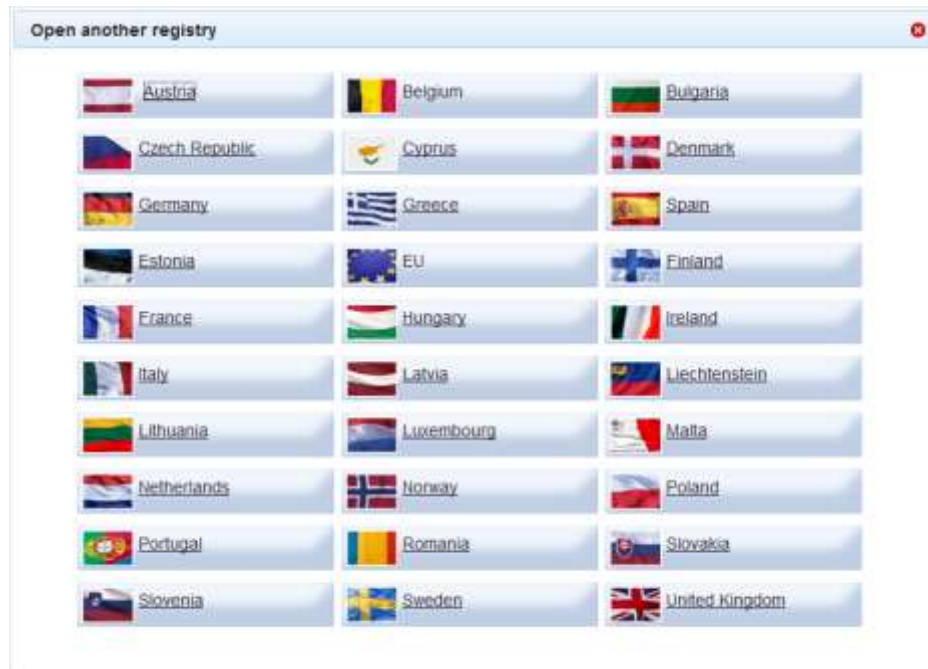 Open another registry
Austria Belgium Bulgaria
Czech Republic Cyprus Denmark
Germany Greece Spain
Estonia EU Finland
France Hungary Ireland
Italy Latvia Liechtenstein
Lithuania Luxembourg Malta
Netherlands Norway Poland
Portugal Romania Slovakia
Slovenia Sweden United Kingdom